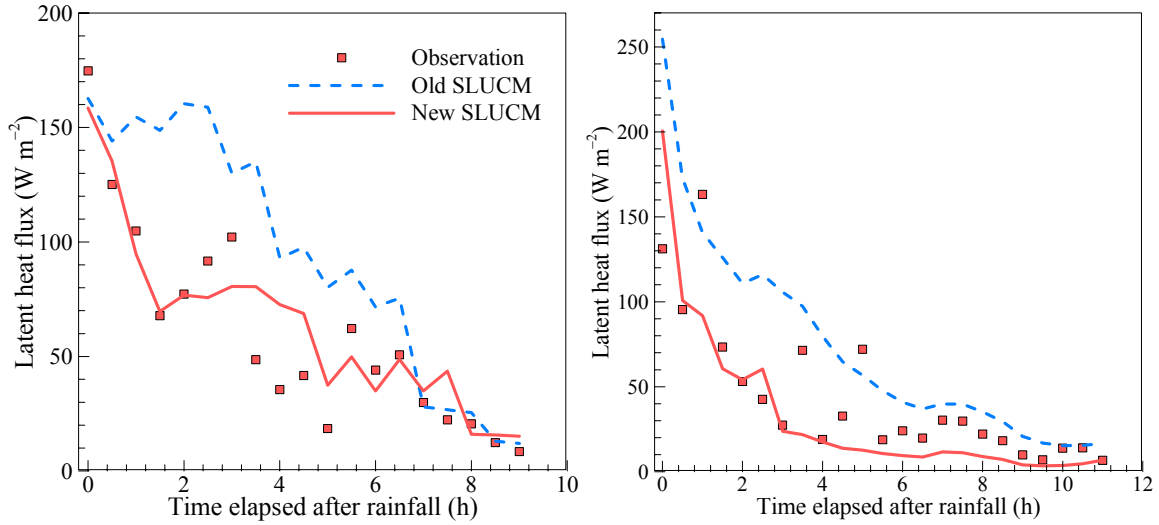 200
150
100
50
0
Latent heat flux (W m⁻²)
Observation
Old SLUCM
New SLUCM
0 2 4 6 8 10
Time elapsed after rainfall (h)
250
200
150
100
50
0
Latent heat flux (W m⁻²)
0 2 4 6 8 10 12
Time elapsed after rainfall (h)